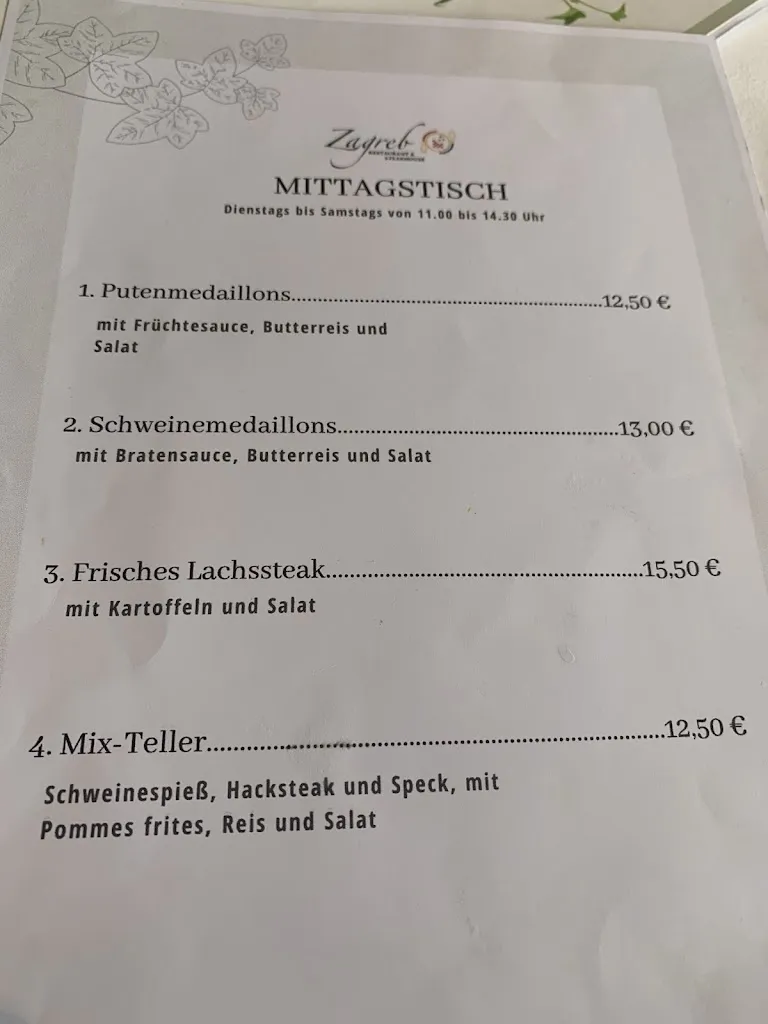 Zagreb
RESTAURANT &
STEAKHOUSE
MITTAGSTISCH
Dienstags bis Samstags von 11.00 bis 14.30 Uhr
1. Putenmedaillons..........................................................12,50 €
mit Früchtesauce, Butterreis und
Salat
2. Schweinemedaillons....................................................13,00 €
mit Bratensauce, Butterreis und Salat
3. Frisches Lachssteak.....................................................15,50 €
mit Kartoffeln und Salat
4. Mix-Teller......................................................................12,50 €
Schweinespieß, Hacksteak und Speck, mit
Pommes frites, Reis und Salat